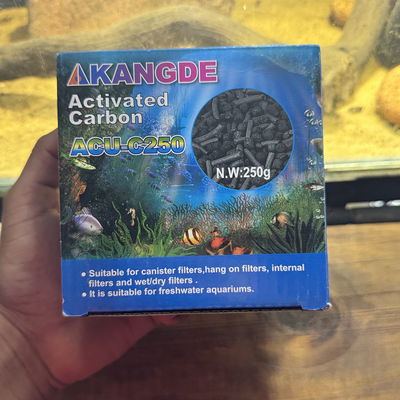 AKANGDE
Activated
Carbon
ACU-C250
N.W:250g
• Suitable for canister filters,hang on filters, internal
filters and wet/dry filters .
• It is suitable for freshwater aquariums.